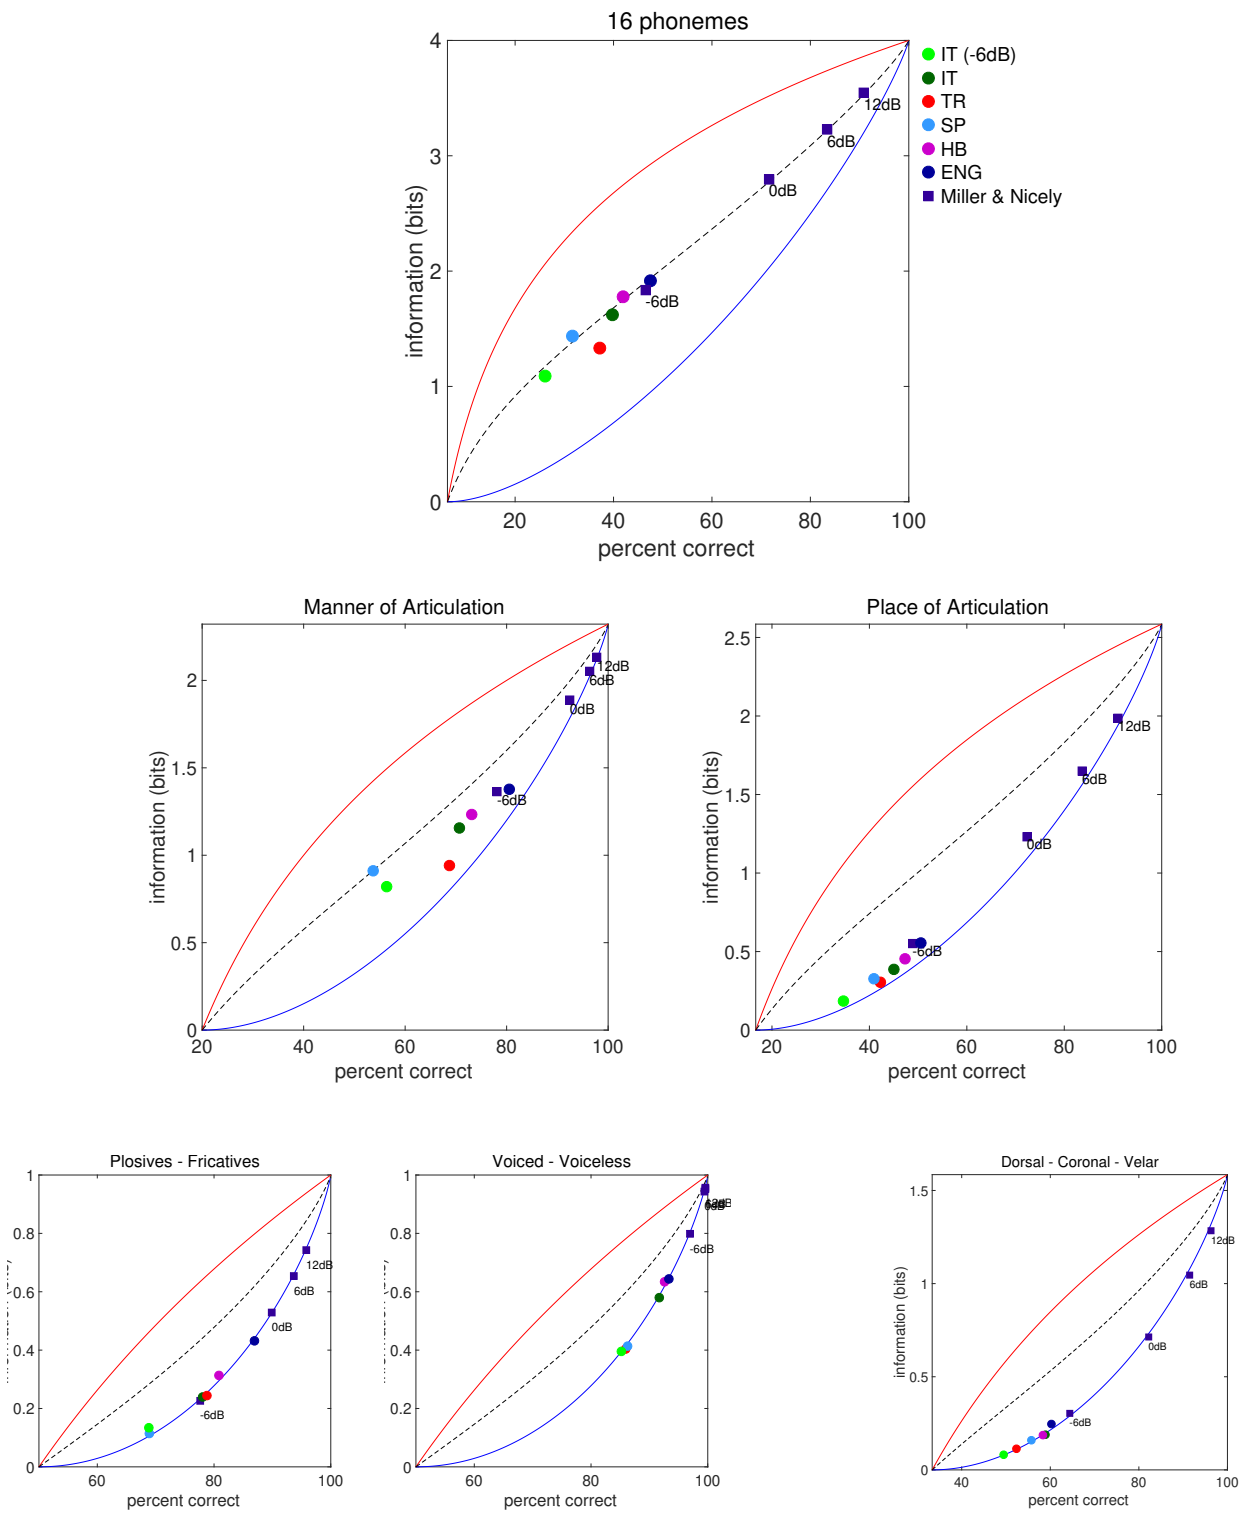 16 phonemes
4
3
2
1
0
information (bits)
12dB
6dB
0dB
-6dB
20 40 60 80 100
percent correct
IT (-6dB)
IT
TR
SP
HB
ENG
Miller & Nicely
Manner of Articulation
2
1.5
1
0.5
0
information (bits)
12dB
6dB
0dB
-6dB
20 40 60 80 100
percent correct
Place of Articulation
2.5
2
1.5
1
0.5
0
information (bits)
12dB
6dB
0dB
-6dB
20 40 60 80 100
percent correct
Plosives - Fricatives
1
0.8
0.6
0.4
0.2
0
12dB
6dB
0dB
-6dB
60 80 100
percent correct
Voiced - Voiceless
1
0.8
0.6
0.4
0.2
0
-6dB
60 80 100
percent correct
Dorsal - Coronal - Velar
1.5
1
0.5
0
information (bits)
12dB
6dB
0dB
-6dB
40 60 80 100
percent correct